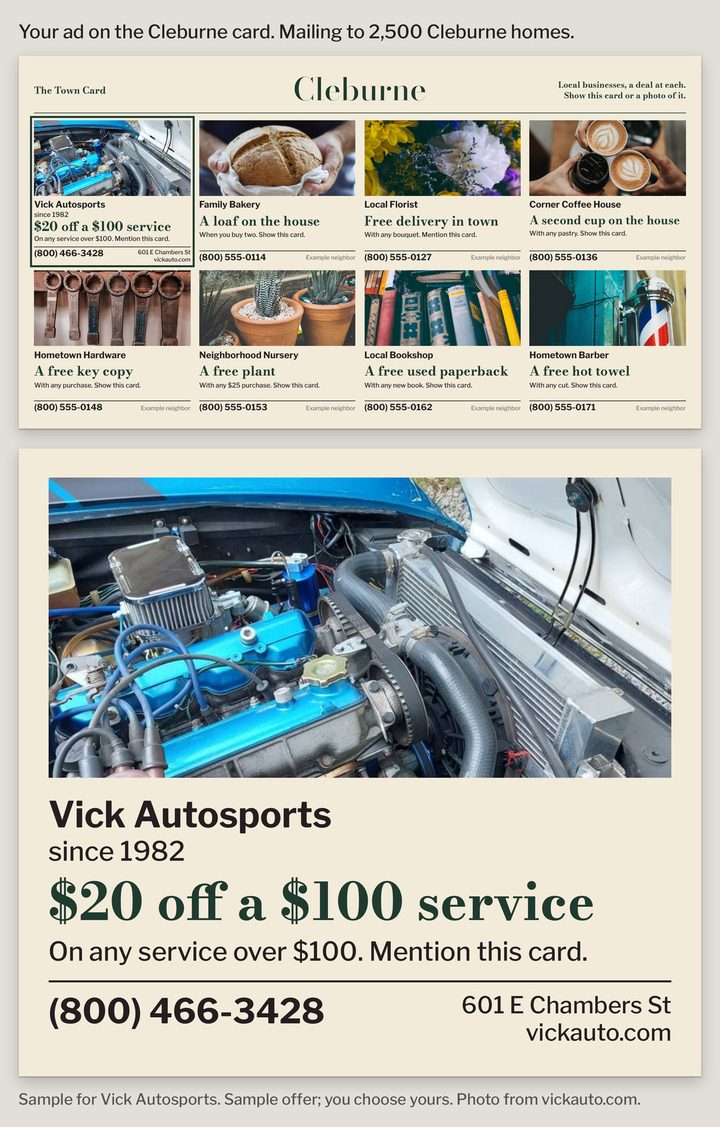 Your ad on the Cleburne card. Mailing to 2,500 Cleburne homes.
The Town Card
Cleburne
Local businesses, a deal at each.
Show this card or a photo of it.
Vick Autosports
since 1982
$20 off a $100 service
On any service over $100. Mention this card.
(800) 466-3428
601 E Chambers St
vickauto.com
Family Bakery
A loaf on the house
When you buy two. Show this card.
(800) 555-0114
Example neighbor
Local Florist
Free delivery in town
With any bouquet. Mention this card.
(800) 555-0127
Example neighbor
Corner Coffee House
A second cup on the house
With any pastry. Show this card.
(800) 555-0136
Example neighbor
Hometown Hardware
A free key copy
With any purchase. Show this card.
(800) 555-0148
Example neighbor
Neighborhood Nursery
A free plant
With any $25 purchase. Show this card.
(800) 555-0153
Example neighbor
Local Bookshop
A free used paperback
With any new book. Show this card.
(800) 555-0162
Example neighbor
Hometown Barber
A free hot towel
With any cut. Show this card.
(800) 555-0171
Example neighbor
Vick Autosports
since 1982
$20 off a $100 service
On any service over $100. Mention this card.
(800) 466-3428
601 E Chambers St
vickauto.com
Sample for Vick Autosports. Sample offer; you choose yours. Photo from vickauto.com.